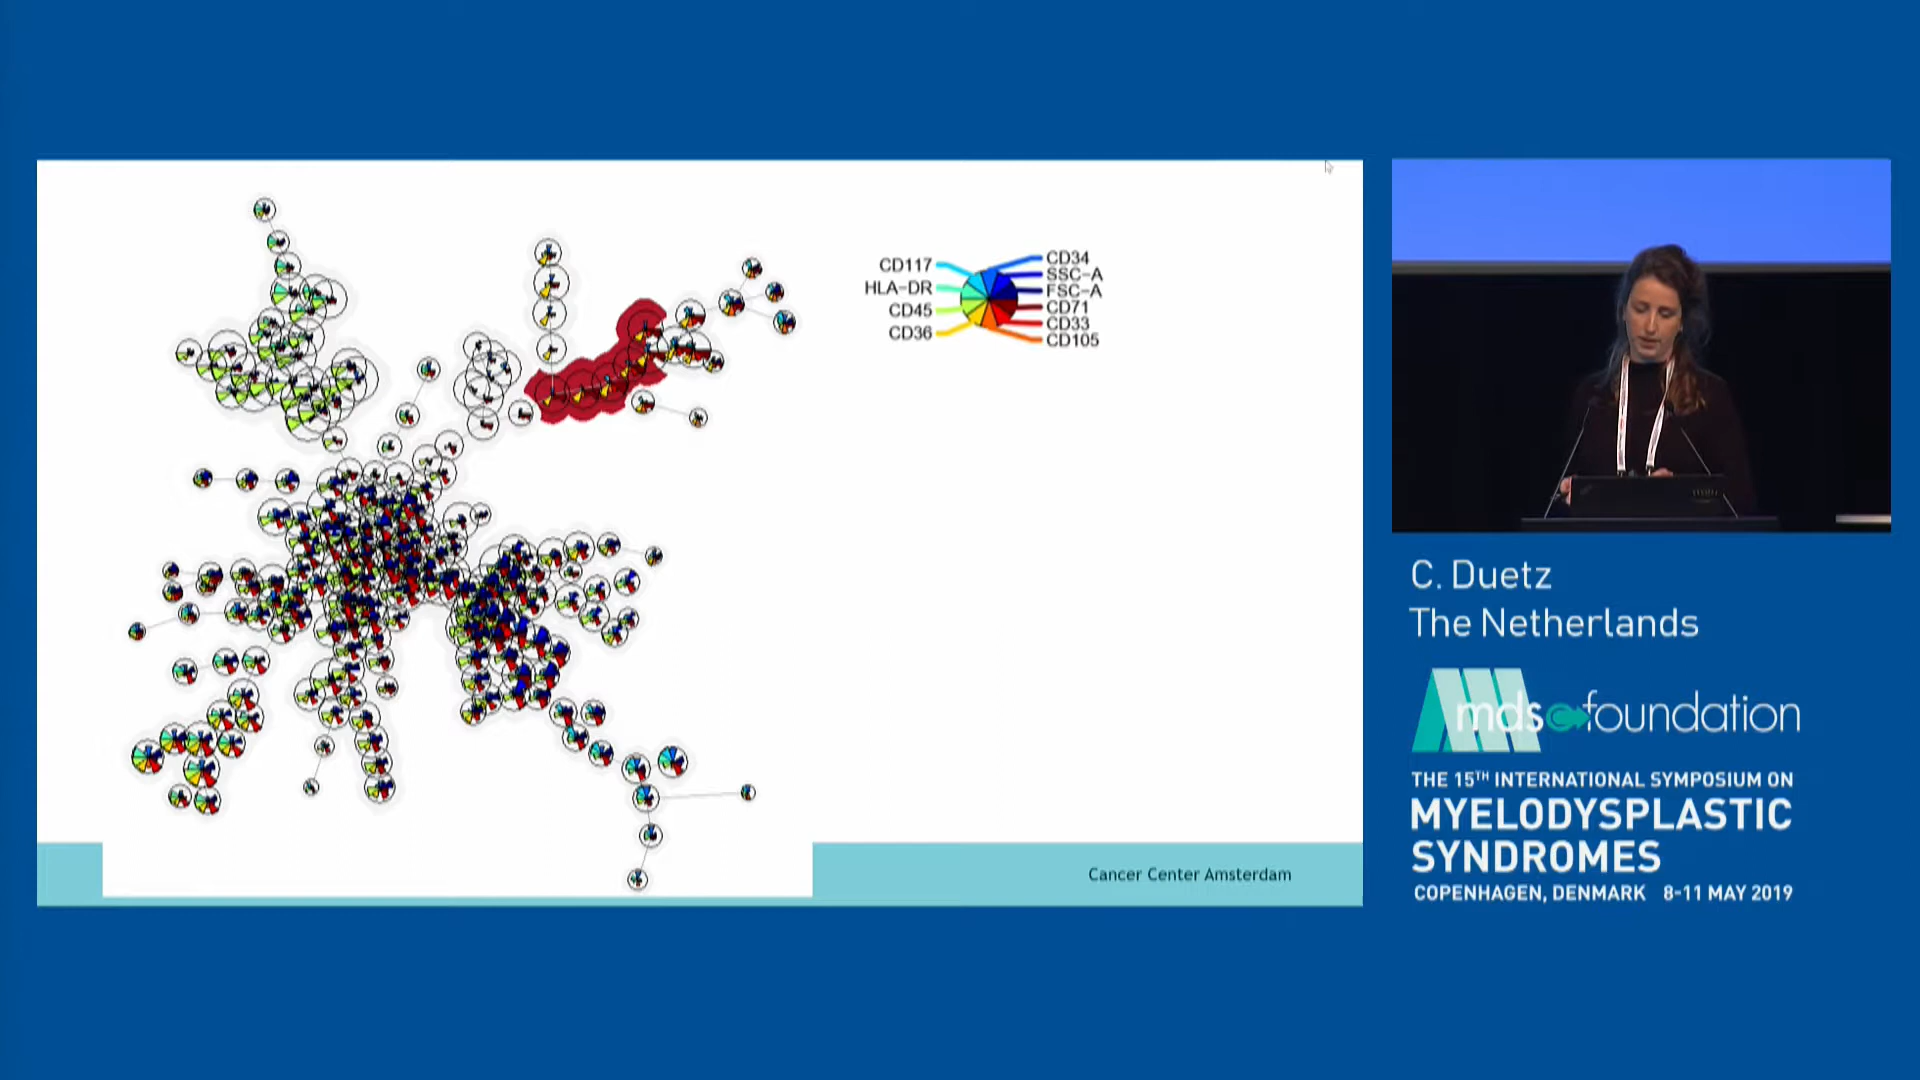 CD117
HLA-DR
CD45
CD36
CD34
SSC-A
FSC-A
CD71
CD33
CD105
Cancer Center Amsterdam
C. Duetz
The Netherlands
mds foundation
THE 15TH INTERNATIONAL SYMPOSIUM ON
MYELODYSPLASTIC
SYNDROMES
COPENHAGEN, DENMARK 8-11 MAY 2019